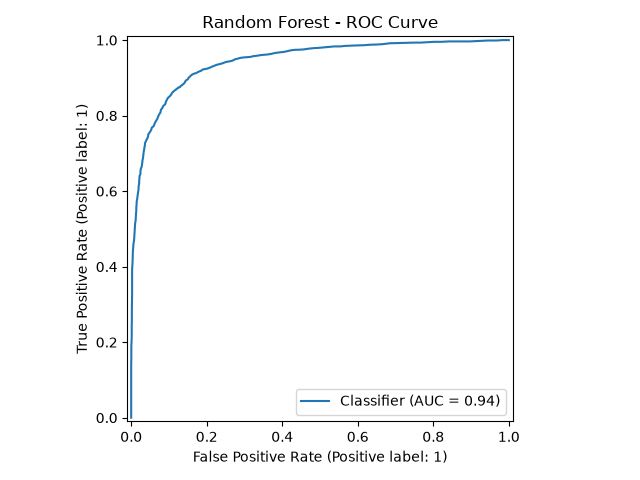 Random Forest - ROC Curve
1.0
0.8
0.6
0.4
0.2
0.0
True Positive Rate (Positive label: 1)
Classifier (AUC = 0.94)
0.0 0.2 0.4 0.6 0.8 1.0
False Positive Rate (Positive label: 1)